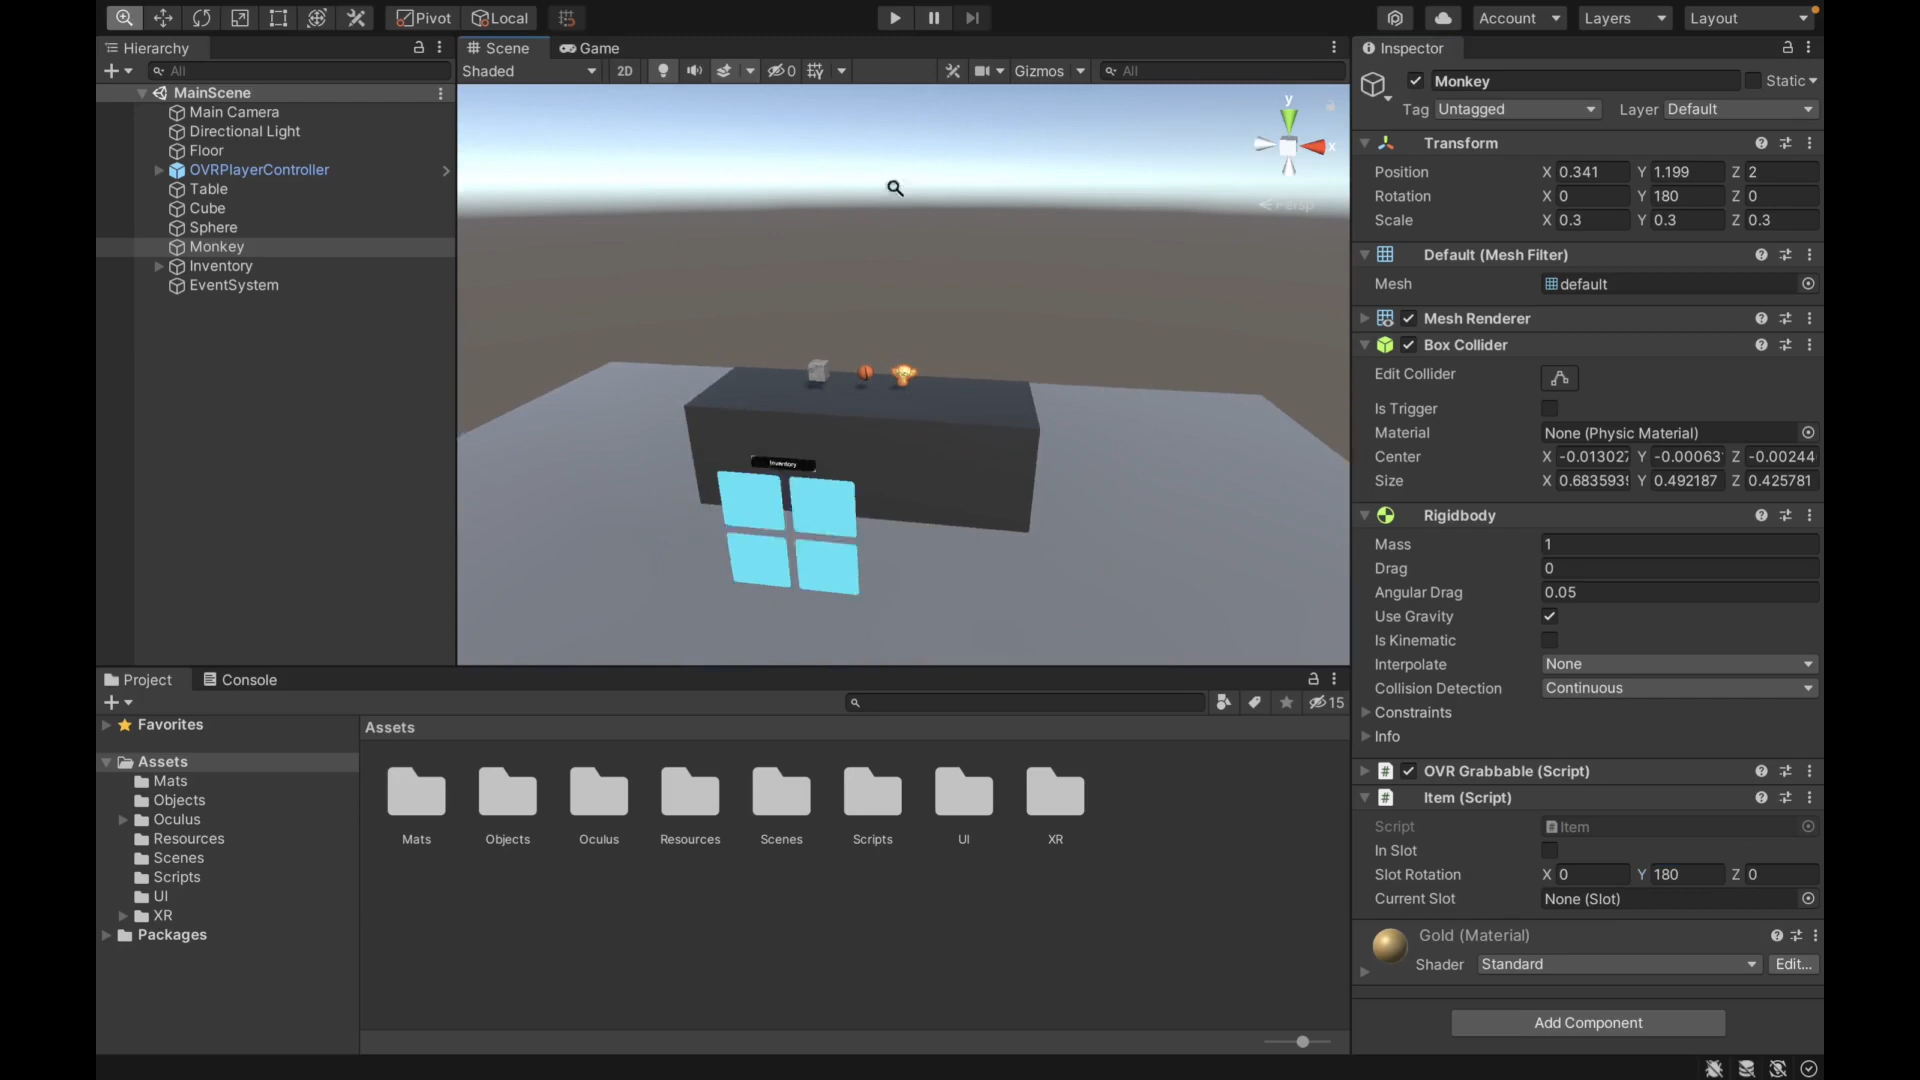 Pivot Local Account Layers Layout
Hierarchy
All
MainScene
Main Camera
Directional Light
Floor
OVRPlayerController
Table
Cube
Sphere
Monkey
Inventory
EventSystem
Scene Game
Shaded 2D 0 Gizmos All
y
x
Persp
Inventory
Inspector
Monkey Static
Tag Untagged Layer Default
Transform
Position X 0.341 Y 1.199 Z 2
Rotation X 0 Y 180 Z 0
Scale X 0.3 Y 0.3 Z 0.3
Default (Mesh Filter)
Mesh default
Mesh Renderer
Box Collider
Edit Collider
Is Trigger
Material None (Physic Material)
Center X -0.013027 Y -0.00063 Z -0.00244
Size X 0.683593 Y 0.492187 Z 0.425781
Rigidbody
Mass 1
Drag 0
Angular Drag 0.05
Use Gravity
Is Kinematic
Interpolate None
Collision Detection Continuous
Constraints
Info
# OVR Grabbable (Script)
# Item (Script)
Script # Item
In Slot
Slot Rotation X 0 Y 180 Z 0
Current Slot None (Slot)
Gold (Material)
Shader Standard Edit...
Add Component
Project Console
15
Favorites
Assets
Mats
Objects
Oculus
Resources
Scenes
Scripts
UI
XR
Packages
Assets
Mats Objects Oculus Resources Scenes Scripts UI XR